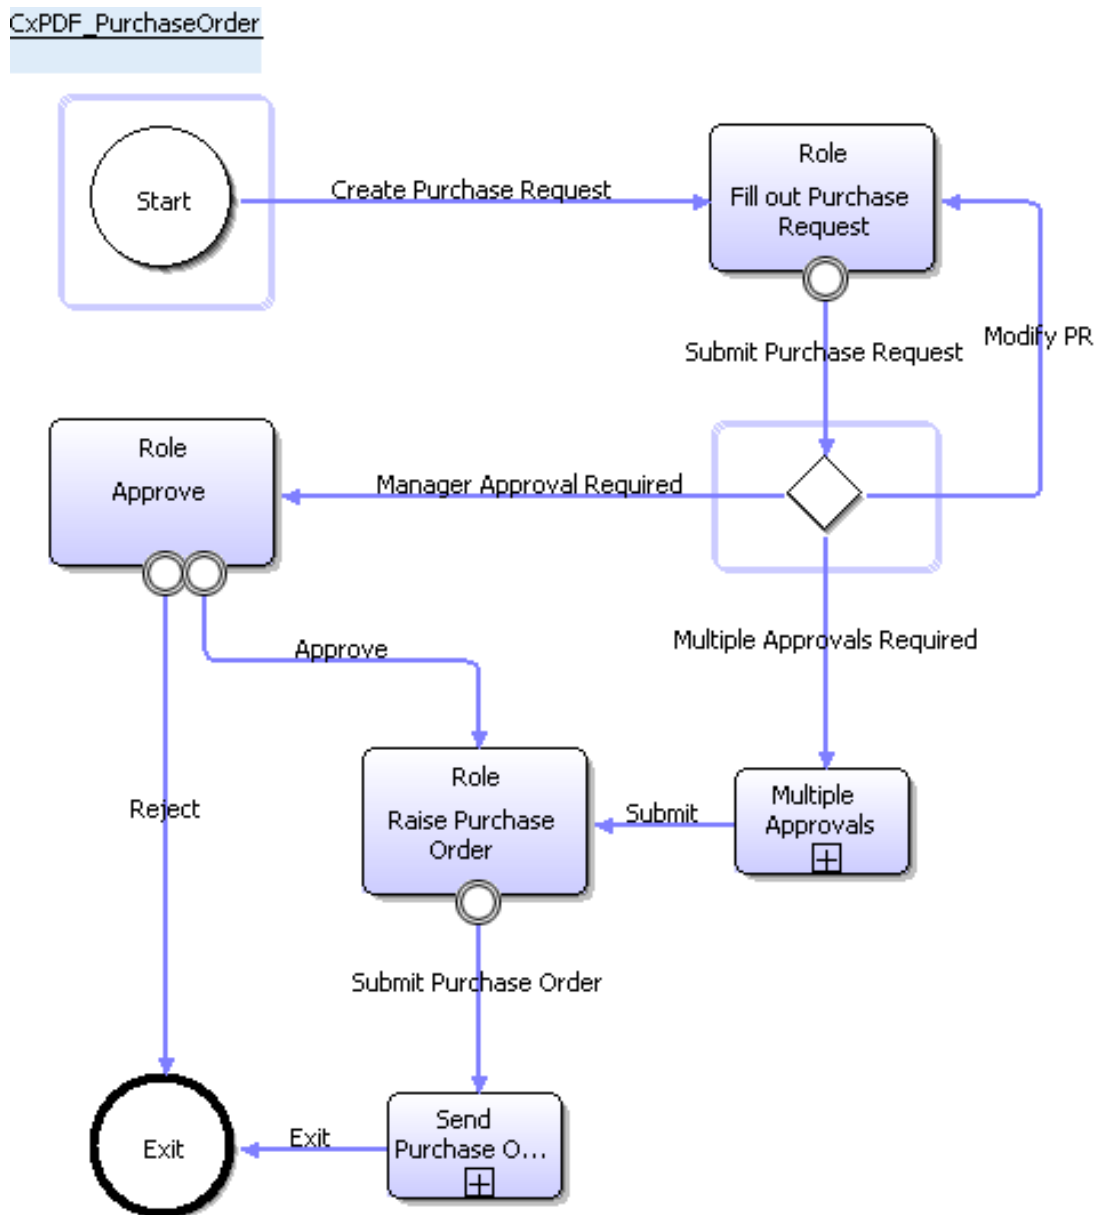 CxPDF_PurchaseOrder
Start
Create Purchase Request
Role
Fill out Purchase
Request
Submit Purchase Request
Modify PR
Role
Approve
Manager Approval Required
Multiple Approvals Required
Approve
Reject
Role
Raise Purchase
Order
Submit
Multiple
Approvals
Submit Purchase Order
Send
Purchase O...
Exit
Exit